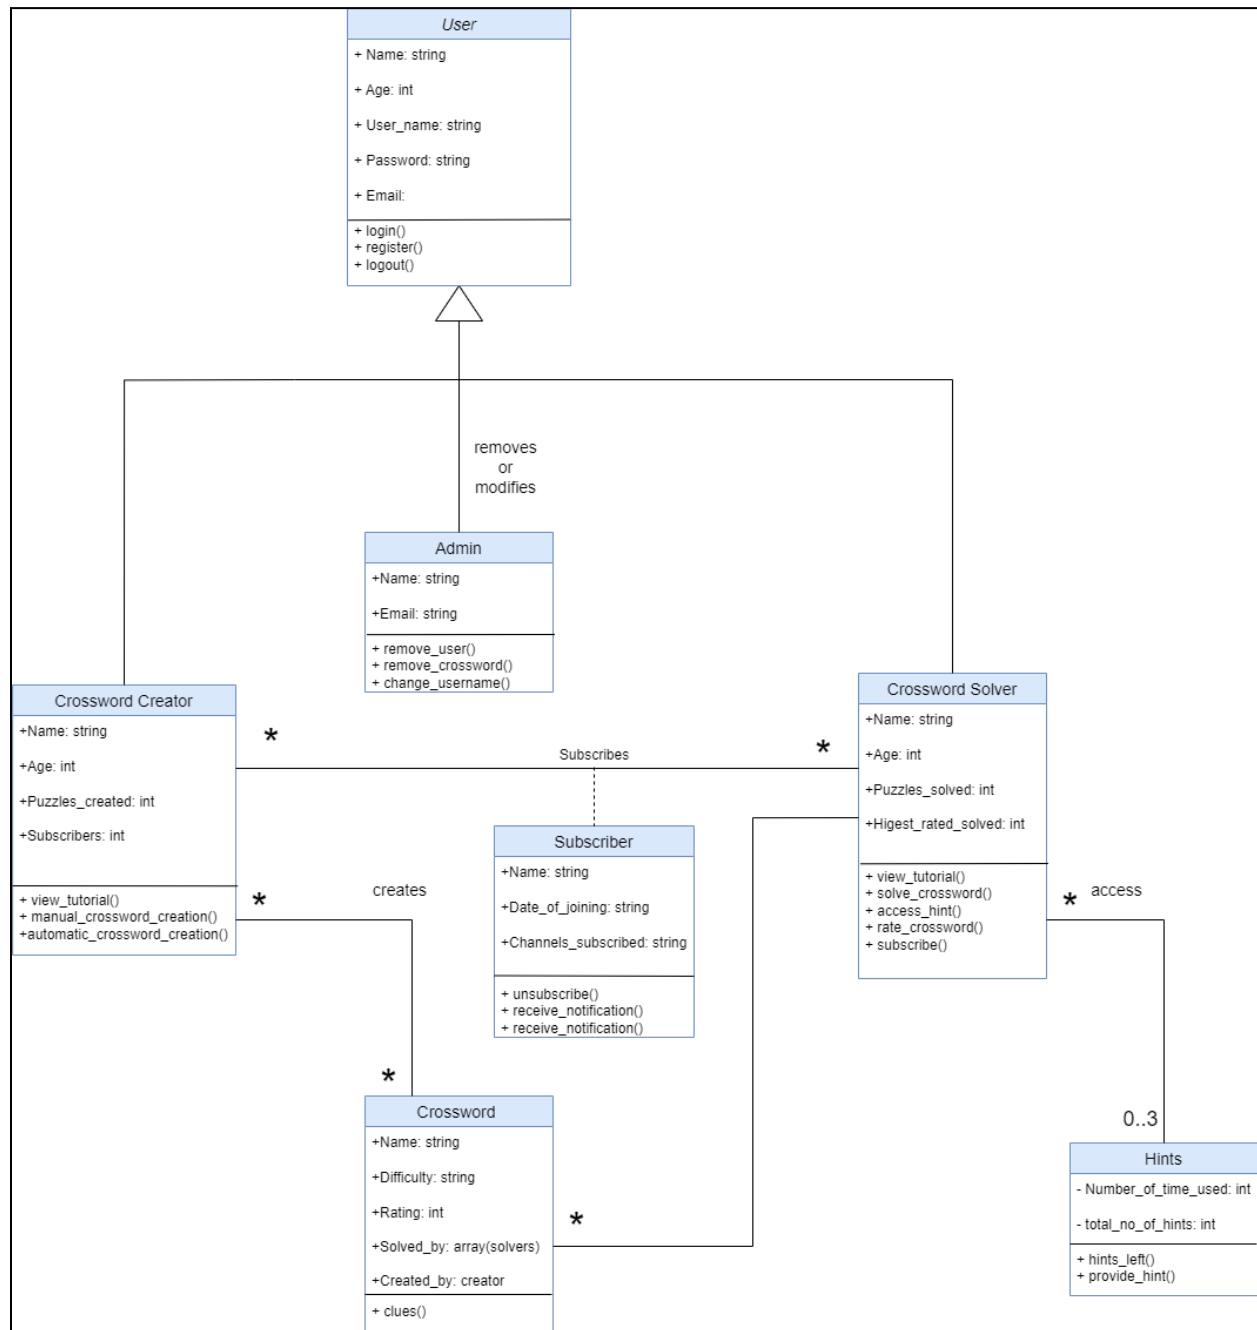 User
+ Name: string
+ Age: int
+ User_name: string
+ Password: string
+ Email:
+ login()
+ register()
+ logout()
removes
or
modifies
Admin
+Name: string
+Email: string
+ remove_user()
+ remove_crossword()
+ change_username()
Crossword Creator
+Name: string
+Age: int
+Puzzles_created: int
+Subscribers: int
+ view_tutorial()
+ manual_crossword_creation()
+automatic_crossword_creation()
*
Subscribes
*
Crossword Solver
+Name: string
+Age: int
+Puzzles_solved: int
+Higest_rated_solved: int
+ view_tutorial()
+ solve_crossword()
+ access_hint()
+ rate_crossword()
+ subscribe()
Subscriber
+Name: string
+Date_of_joining: string
+Channels_subscribed: string
+ unsubscribe()
+ receive_notification()
+ receive_notification()
*
creates
*
*
access
0..3
Crossword
+Name: string
+Difficulty: string
+Rating: int
+Solved_by: array(solvers)
+Created_by: creator
+ clues()
*
Hints
- Number_of_time_used: int
- total_no_of_hints: int
+ hints_left()
+ provide_hint()